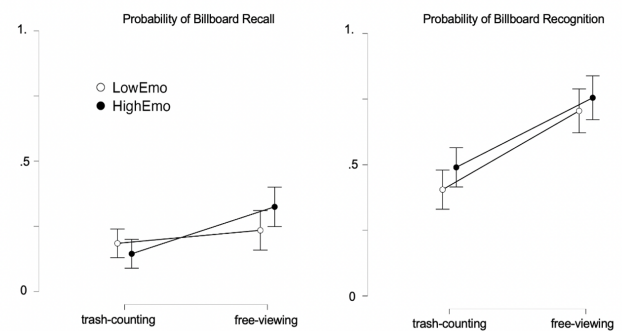 Probability of Billboard Recall
1.
LowEmo
HighEmo
.5
0
trash-counting
free-viewing
Probability of Billboard Recognition
1.
.5
0
trash-counting
free-viewing